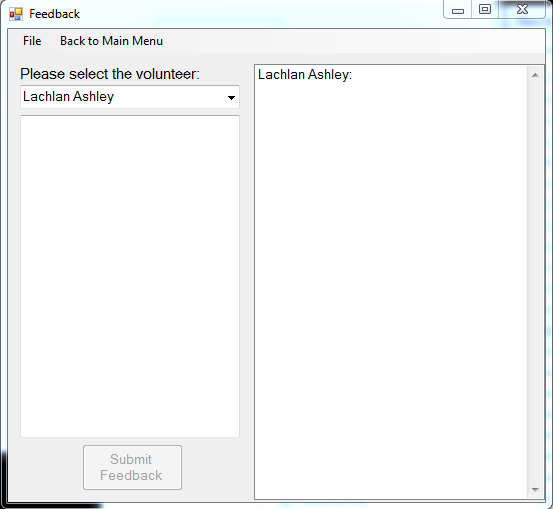 Feedback
File Back to Main Menu
Please select the volunteer:
Lachlan Ashley
Lachlan Ashley:
Submit
Feedback